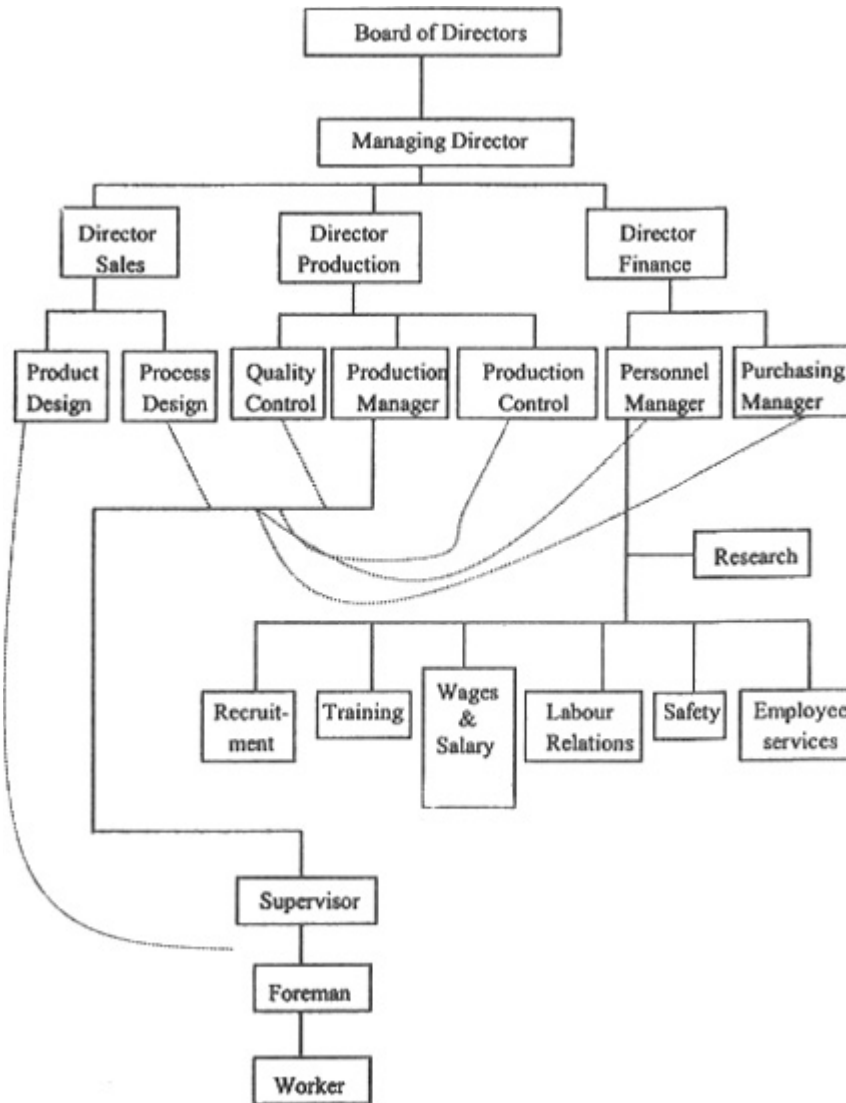 Board of Directors
Managing Director
Director
Sales
Director
Production
Director
Finance
Product
Design
Process
Design
Quality
Control
Production
Manager
Production
Control
Personnel
Manager
Purchasing
Manager
Research
Recruit-
ment
Training
Wages
&
Salary
Labour
Relations
Safety
Employee
services
Supervisor
Foreman
Worker